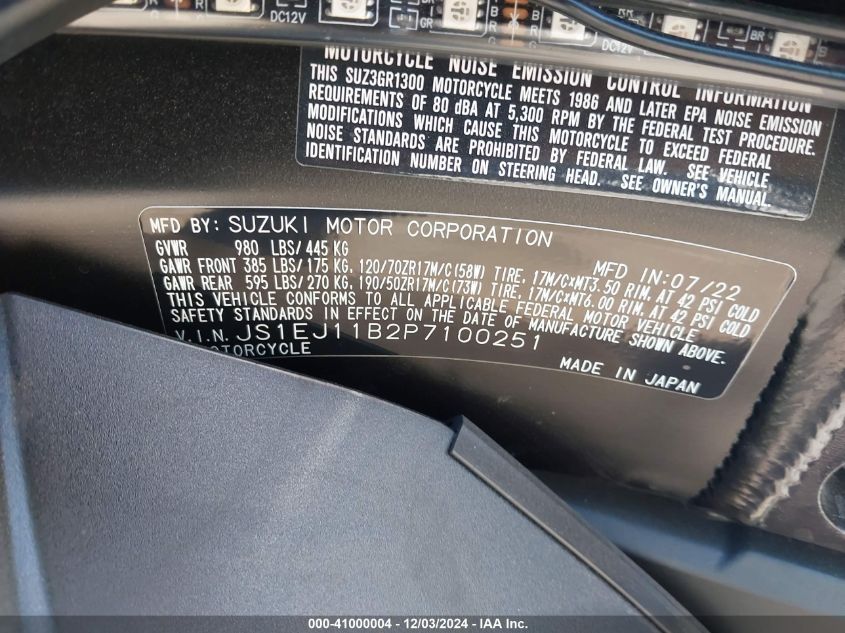 DC12V
GR
DC12V
BR
BR
MOTORCYCLE NOISE EMISSION CONTROL INFORMATION
THIS SUZ3GR1300 MOTORCYCLE MEETS 1986 AND LATER EPA NOISE EMISSION
REQUIREMENTS OF 80 dBA AT 5,300 RPM BY THE FEDERAL TEST PROCEDURE.
MODIFICATIONS WHICH CAUSE THIS MOTORCYCLE TO EXCEED FEDERAL
NOISE STANDARDS ARE PROHIBITED BY FEDERAL LAW. SEE VEHICLE
IDENTIFICATION NUMBER ON STEERING HEAD. SEE OWNER'S MANUAL.
MFD BY: SUZUKI MOTOR CORPORATION
MFD IN: 07/22
GVWR 980 LBS/ 445 KG
GAWR FRONT 385 LBS/ 175 KG, 120/70ZR17M/C(58W) TIRE, 17M/C×MT3.50 RIM, AT 42 PSI COLD
GAWR REAR 595 LBS/ 270 KG, 190/50ZR17M/C(73W) TIRE, 17M/C×MT6.00 RIM, AT 42 PSI COLD
THIS VEHICLE CONFORMS TO ALL APPLICABLE FEDERAL MOTOR VEHICLE
SAFETY STANDARDS IN EFFECT ON THE DATE OF MANUFACTURE SHOWN ABOVE.
V.I.N. JS1EJ11B2P7100251
MOTORCYCLE
MADE IN JAPAN
000-41000004 - 12/03/2024 - IAA Inc.